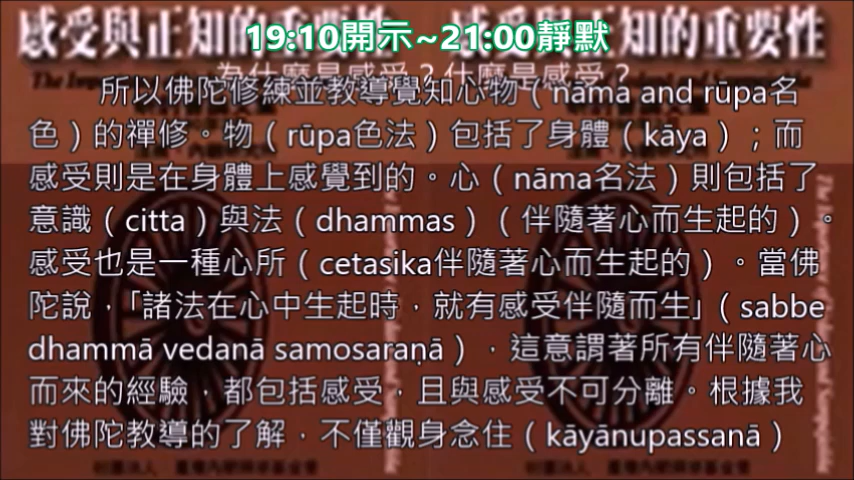 感受與正知的重要性
19:10開示~21:00靜默
知的重要性
為什麼是感受？什麼是感受？
所以佛陀修練並教導覺知心物（nāma and rūpa名
色）的禪修。物（rūpa色法）包括了身體（kāya）；而
感受則是在身體上感覺到的。心（nāma名法）則包括了
意識（citta）與法（dhammas）（伴隨著心而生起的）。
感受也是一種心所（cetasika伴隨著心而生起的）。當佛
陀說，「諸法在心中生起時，就有感受伴隨而生」（sabbe
dhammā vedanā samosaraṇā），這意謂著所有伴隨著心
而來的經驗，都包括感受，且與感受不可分離。根據我
對佛陀教導的了解，不僅觀身念住（kāyānupassanā）